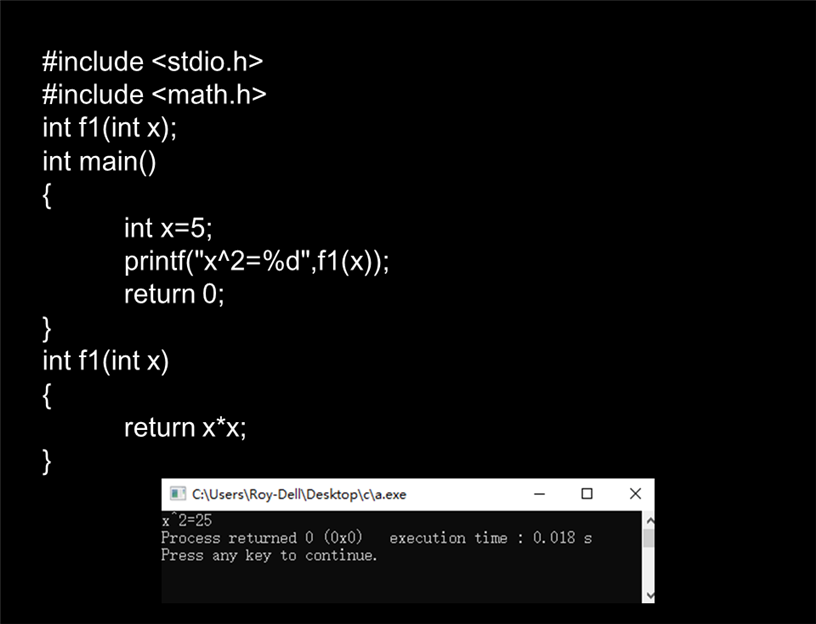 #include <stdio.h>
#include <math.h>
int f1(int x);
int main()
{
int x=5;
printf("x^2=%d",f1(x));
return 0;
}
int f1(int x)
{
return x*x;
}
C:\Users\Roy-Dell\Desktop\c\a.exe
x^2=25
Process returned 0 (0x0)   execution time : 0.018 s
Press any key to continue.